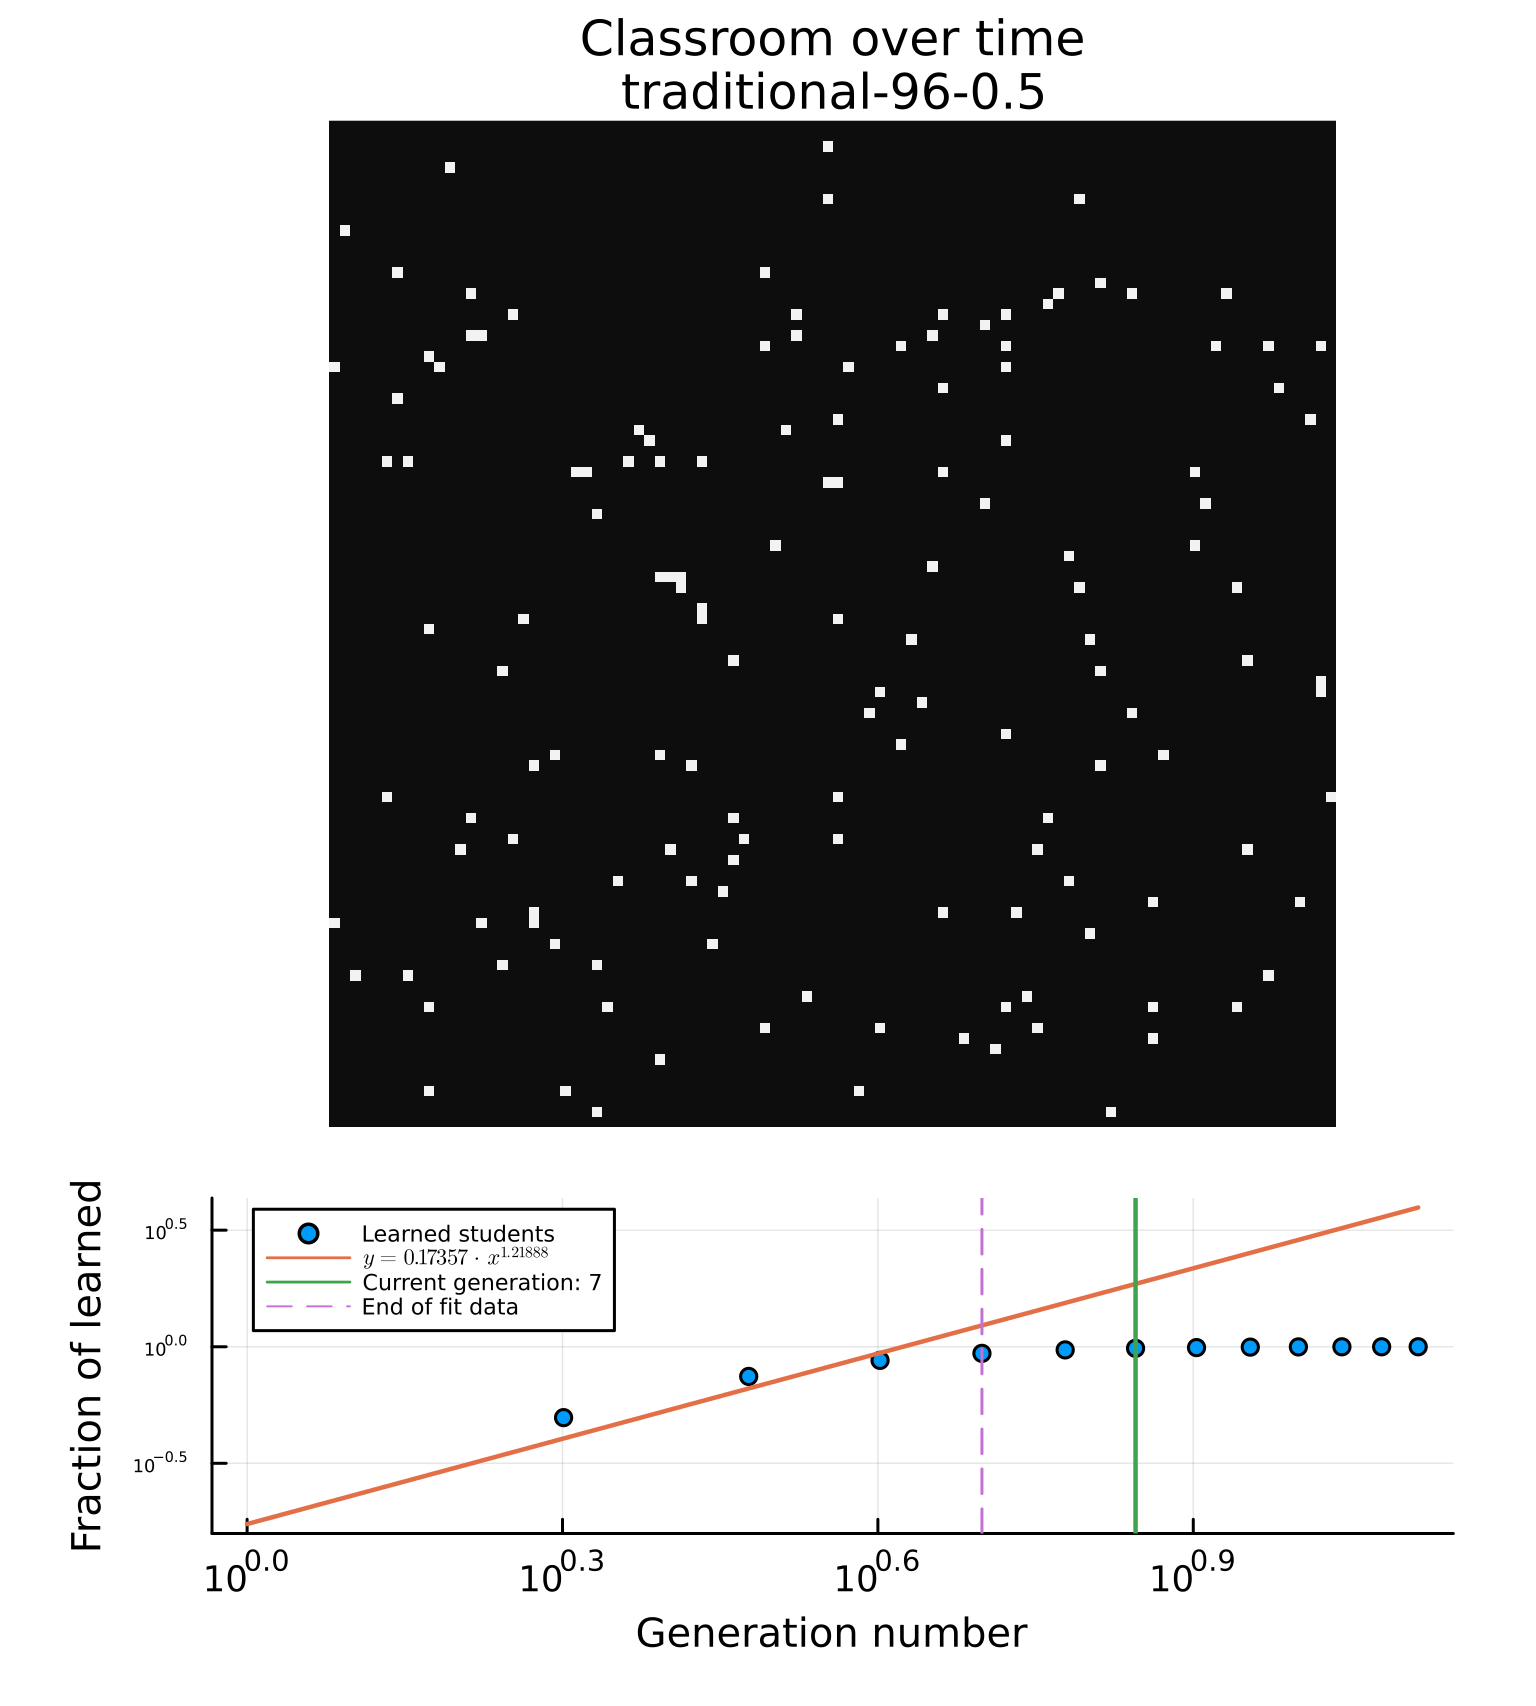 Classroom over time
traditional-96-0.5
Fraction of learned
10^0.5
10^0.0
10^−0.5
Learned students
y = 0.17357 · x^1.21888
Current generation: 7
End of fit data
10^0.0 10^0.3 10^0.6 10^0.9
Generation number